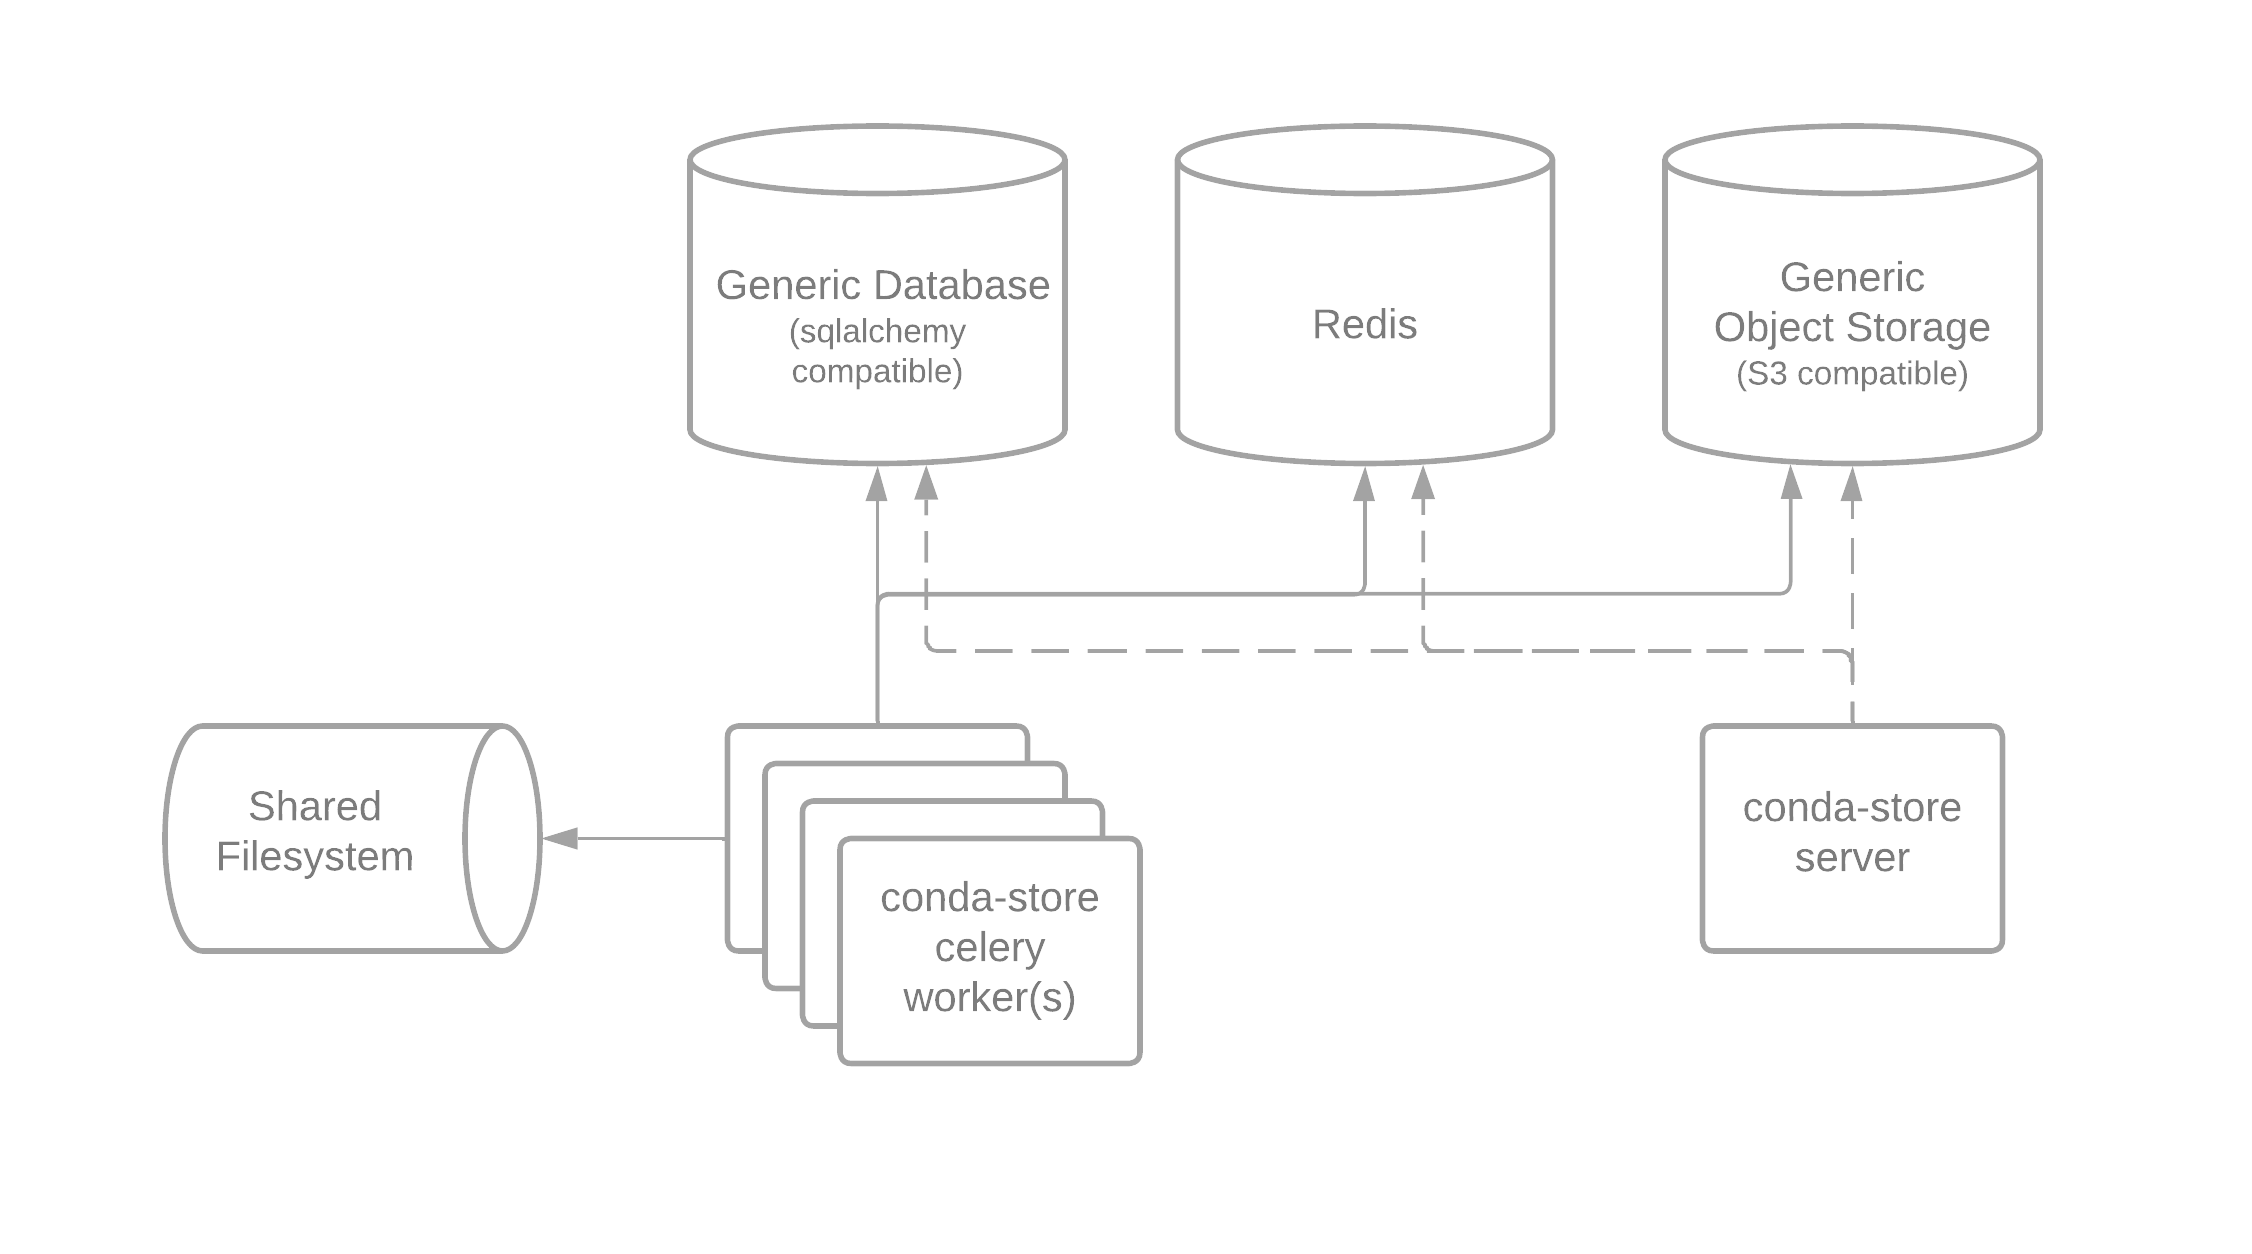 Generic Database
(sqlalchemy
compatible)
Redis
Generic
Object Storage
(S3 compatible)
Shared
Filesystem
conda-store
celery
worker(s)
conda-store
server